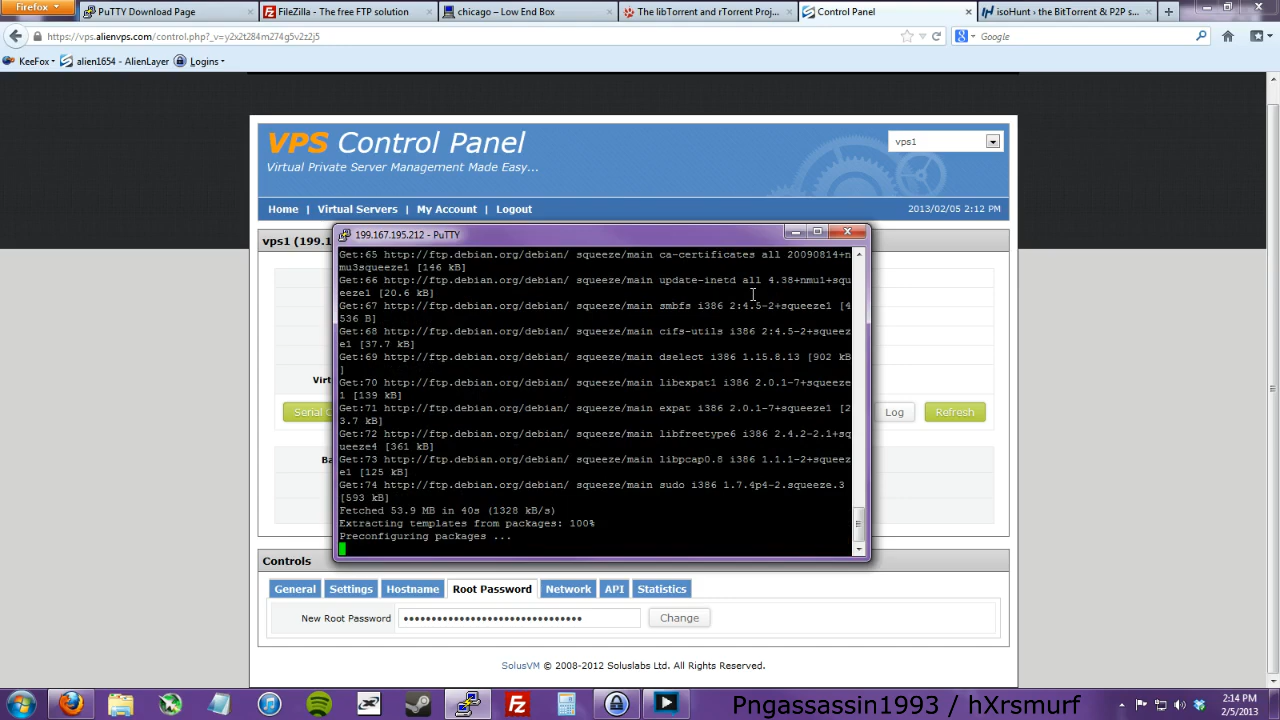 Firefox
PuTTY Download Page
FileZilla - The free FTP solution
chicago – Low End Box
The libTorrent and rTorrent Proj...
Control Panel
isoHunt › the BitTorrent & P2P s...
https://vps.alienvps.com/control.php?_v=y2x2t284m274g5v2z2j5
Google
KeeFox
alien1654 - AlienLayer
Logins
VPS Control Panel
Virtual Private Server Management Made Easy...
vps1
Home | Virtual Servers | My Account | Logout
2013/02/05 2:12 PM
vps1 (199.1
199.167.195.212 - PuTTY
Get:65 http://ftp.debian.org/debian/ squeeze/main ca-certificates all 20090814+n
mu3squeeze1 [146 kB]
Get:66 http://ftp.debian.org/debian/ squeeze/main update-inetd all 4.38+nmu1+squ
eeze1 [20.6 kB]
Get:67 http://ftp.debian.org/debian/ squeeze/main smbfs i386 2:4.5-2+squeeze1 [4
536 B]
Get:68 http://ftp.debian.org/debian/ squeeze/main cifs-utils i386 2:4.5-2+squeez
e1 [37.7 kB]
Get:69 http://ftp.debian.org/debian/ squeeze/main dselect i386 1.15.8.13 [902 kB
]
Get:70 http://ftp.debian.org/debian/ squeeze/main libexpat1 i386 2.0.1-7+squeeze
1 [139 kB]
Get:71 http://ftp.debian.org/debian/ squeeze/main expat i386 2.0.1-7+squeeze1 [2
3.7 kB]
Get:72 http://ftp.debian.org/debian/ squeeze/main libfreetype6 i386 2.4.2-2.1+sq
ueeze4 [361 kB]
Get:73 http://ftp.debian.org/debian/ squeeze/main libpcap0.8 i386 1.1.1-2+squeez
e1 [125 kB]
Get:74 http://ftp.debian.org/debian/ squeeze/main sudo i386 1.7.4p4-2.squeeze.3
[593 kB]
Fetched 53.9 MB in 40s (1328 kB/s)
Extracting templates from packages: 100%
Preconfiguring packages ...
Virt
Serial C
Log
Refresh
Ba
Controls
General
Settings
Hostname
Root Password
Network
API
Statistics
New Root Password
Change
SolusVM © 2008-2012 Soluslabs Ltd. All Rights Reserved.
Pngassassin1993 / hXrsmurf
2:14 PM
2/5/2013